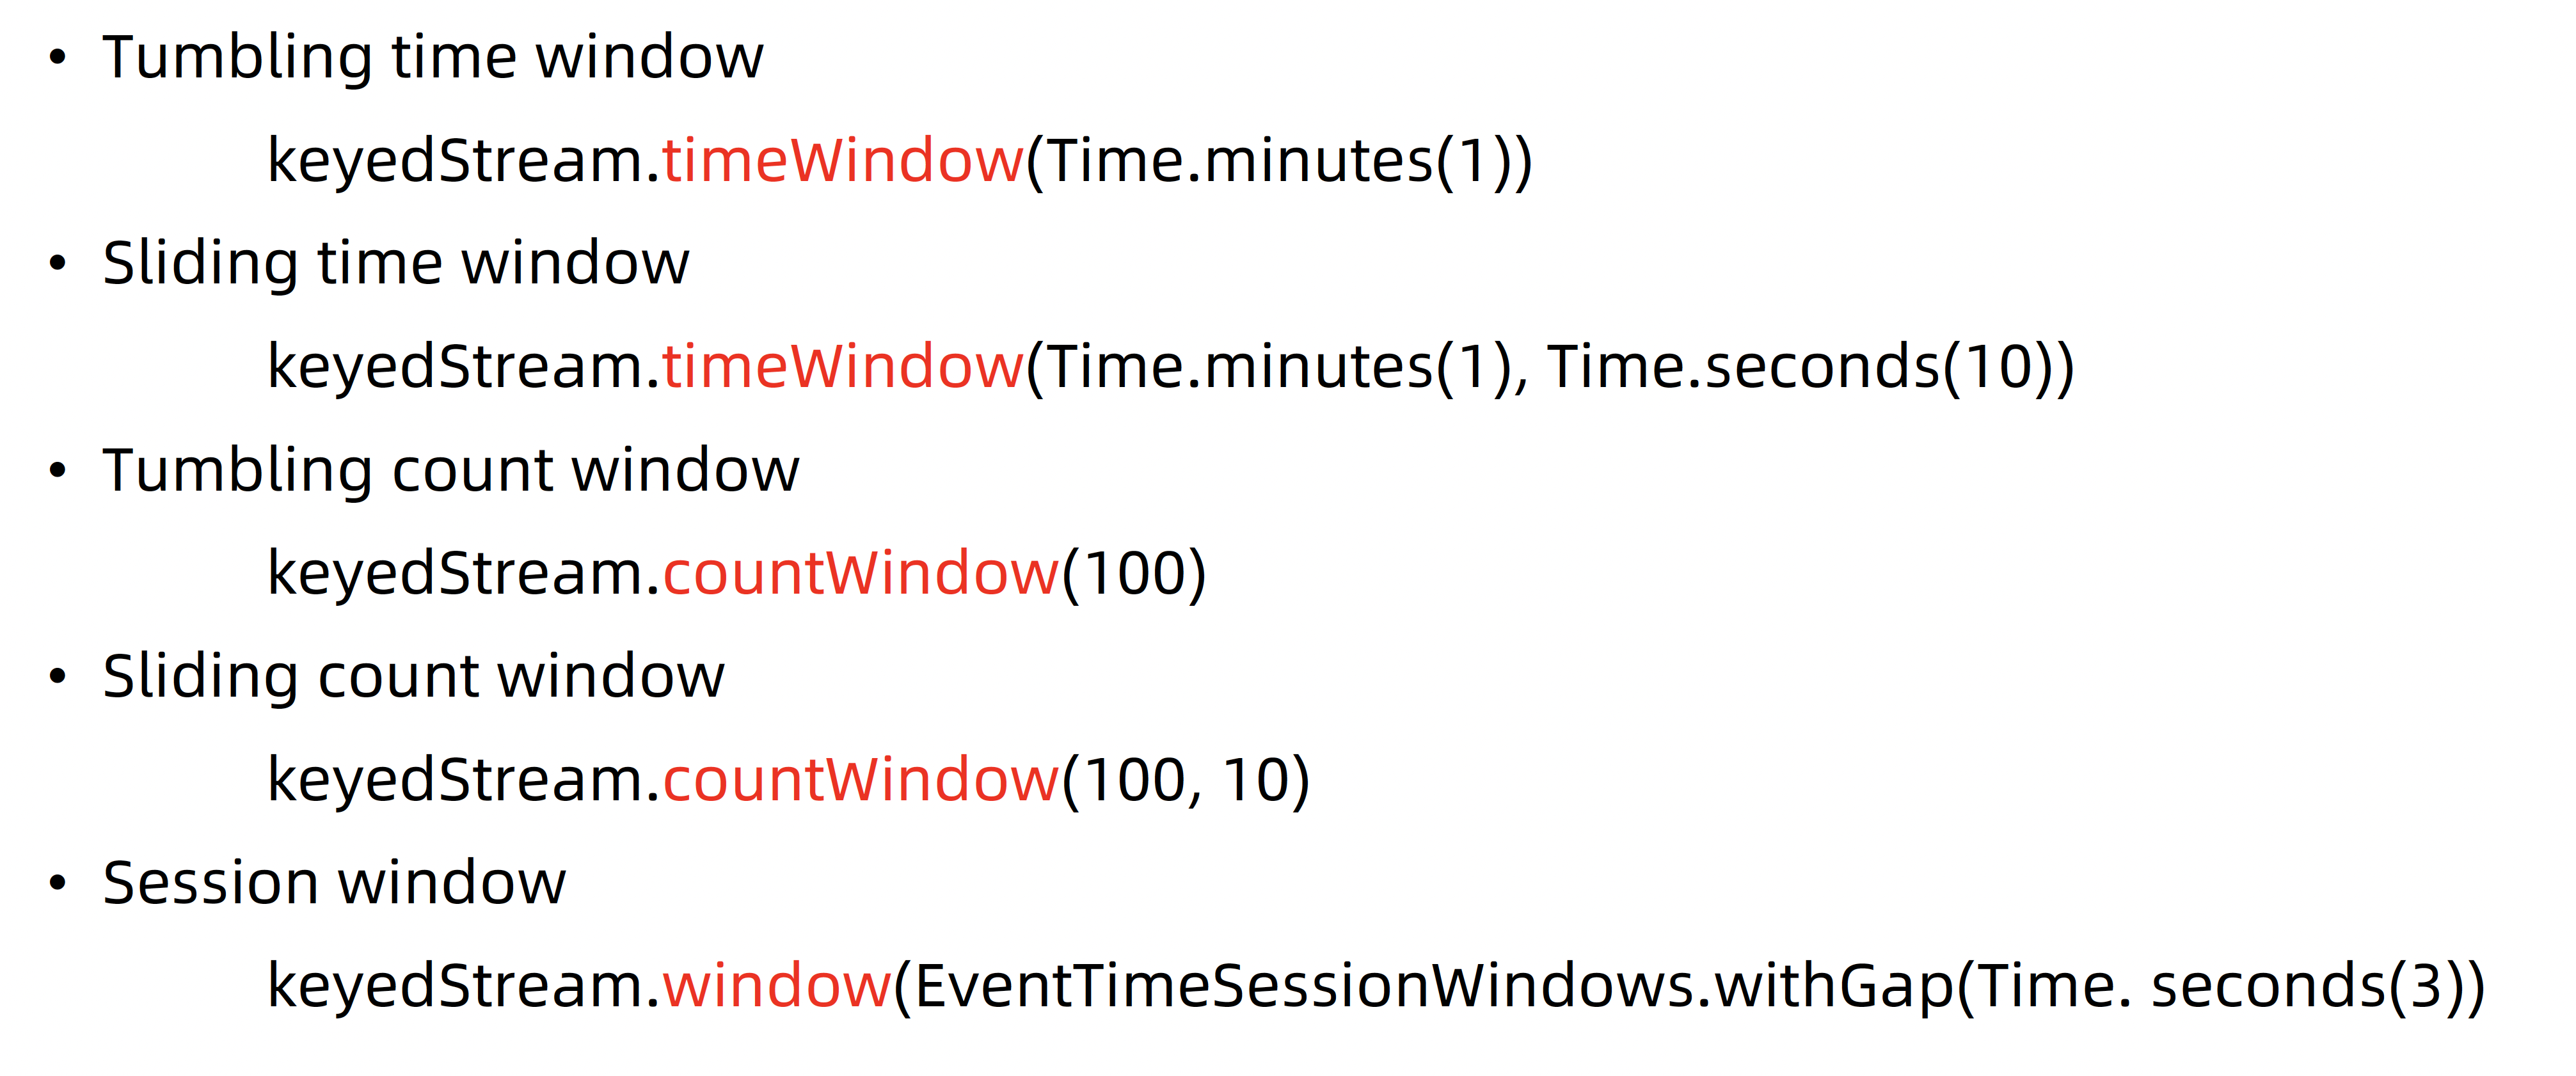 • Tumbling time window
keyedStream.timeWindow(Time.minutes(1))
• Sliding time window
keyedStream.timeWindow(Time.minutes(1), Time.seconds(10))
• Tumbling count window
keyedStream.countWindow(100)
• Sliding count window
keyedStream.countWindow(100, 10)
• Session window
keyedStream.window(EventTimeSessionWindows.withGap(Time. seconds(3))